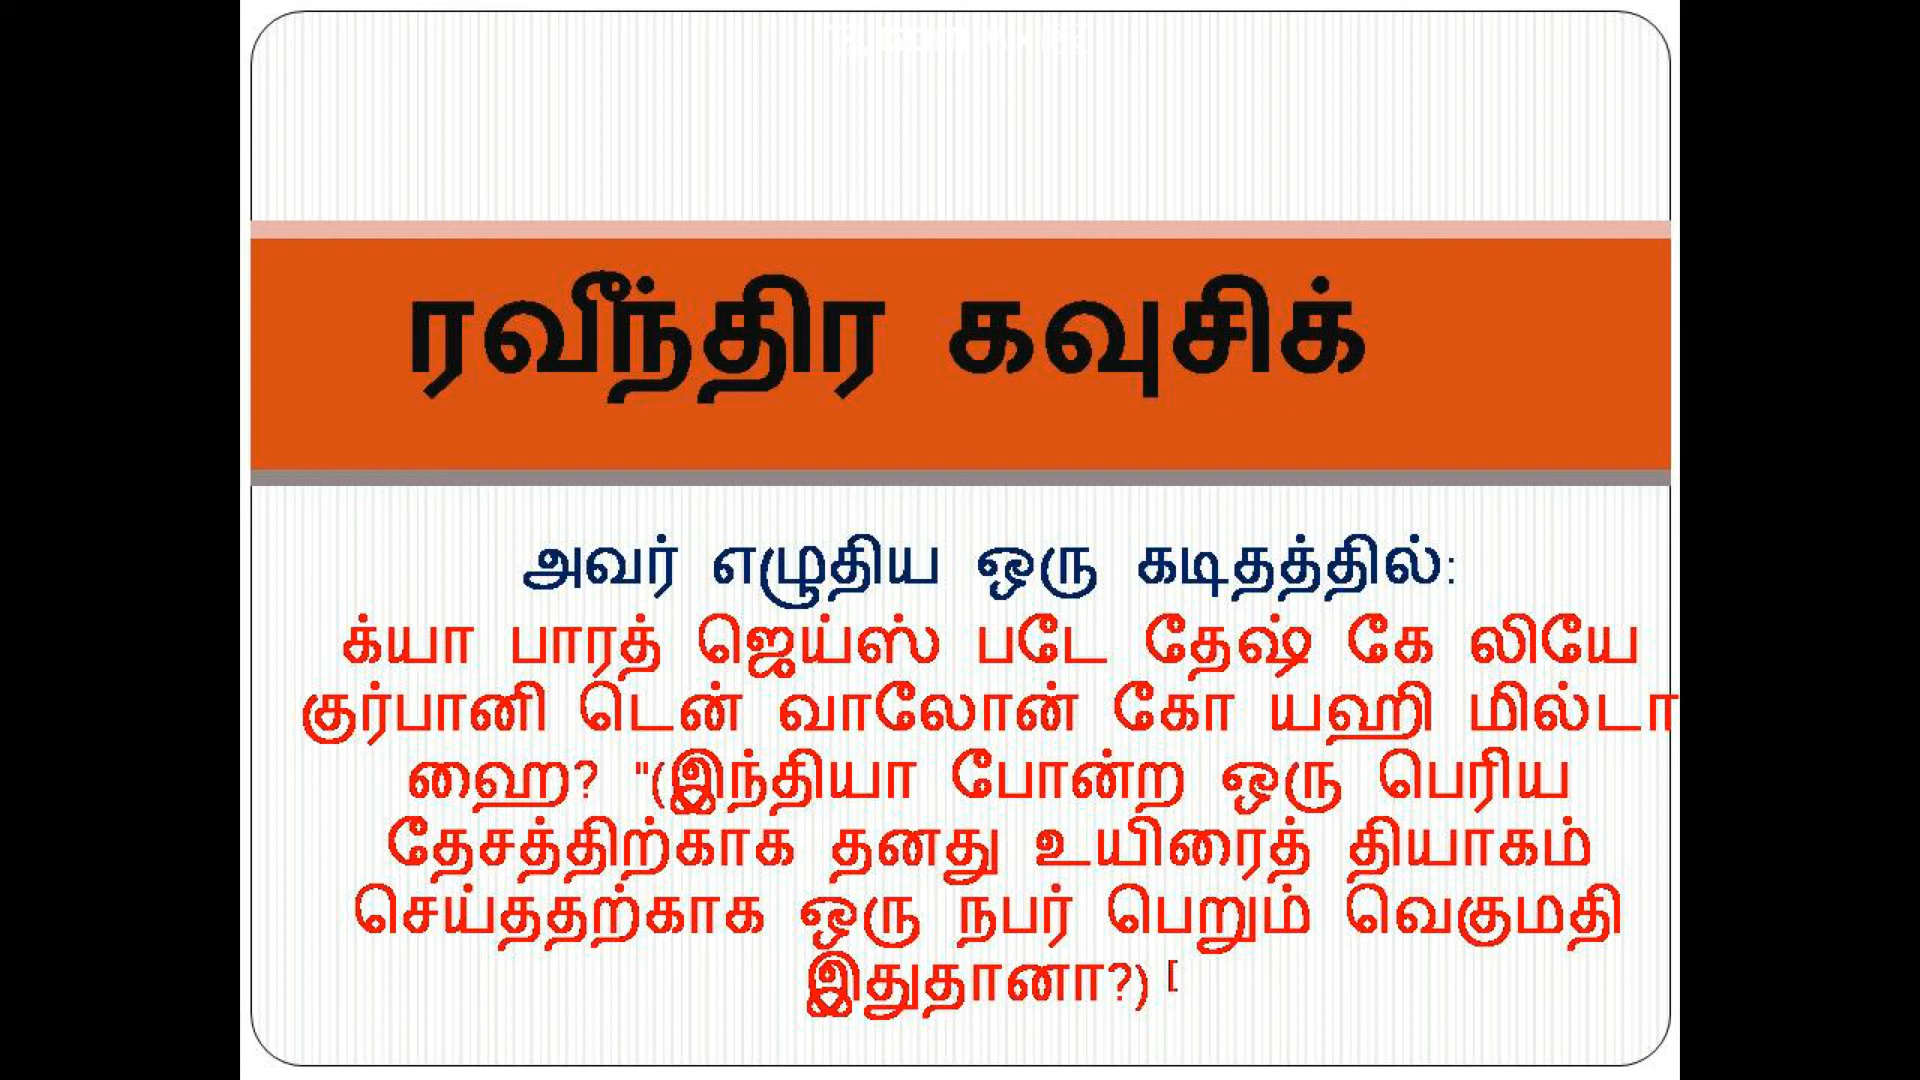 ரவீந்திர கவுசிக்
அவர் எழுதிய ஒரு கடிதத்தில்:
க்யா பாரத் ஜெய்ஸ் படே தேஷ் கே லியே
குர்பானி டென் வாலோன் கோ யஹி மில்டா
ஹை? "(இந்தியா போன்ற ஒரு பெரிய
தேசத்திற்காக தனது உயிரைத் தியாகம்
செய்ததற்காக ஒரு நபர் பெறும் வெகுமதி
இதுதானா?) [